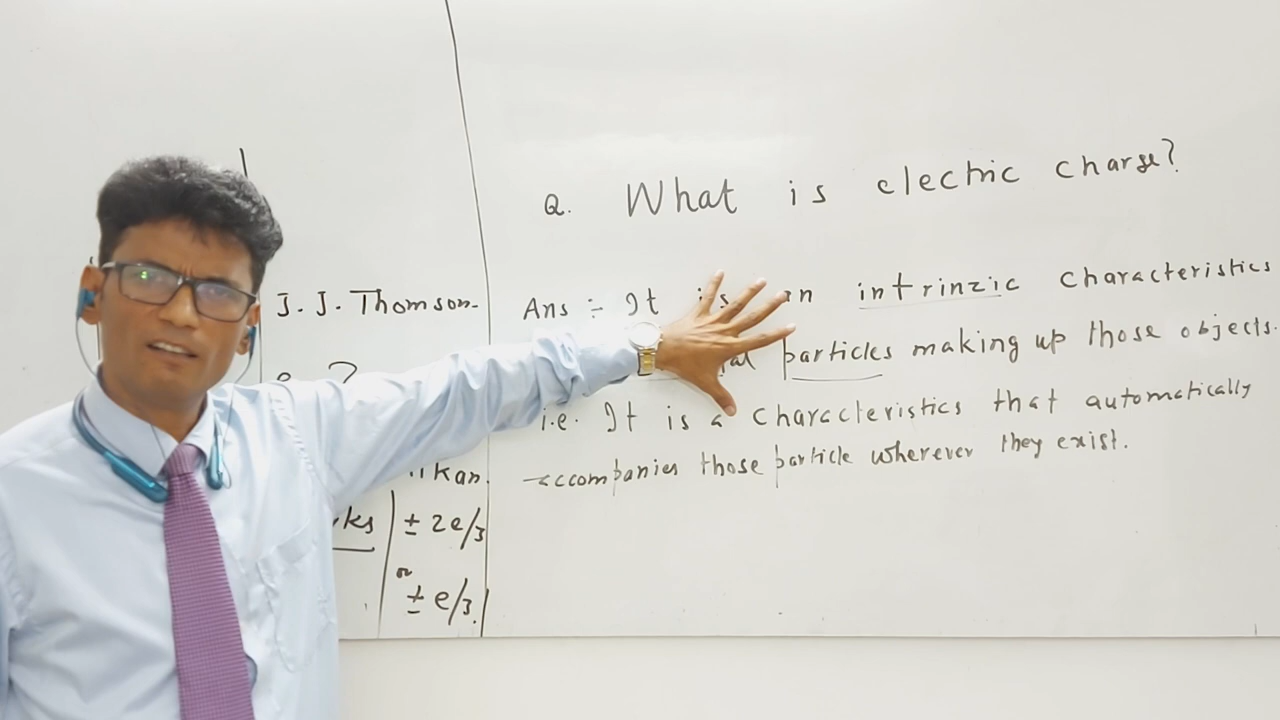 J. J. Thomson
e ?
ks ± 2e/3
or
± e/3.
Q. What is electric charge?
Ans ÷ It is an intrinzic characteristics
particles making up those objects.
i.e. It is a characteristics that automatically
accompanies those particle wherever they exist.